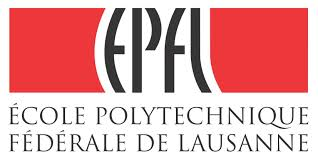 EPFL
ÉCOLE POLYTECHNIQUE
FÉDÉRALE DE LAUSANNE